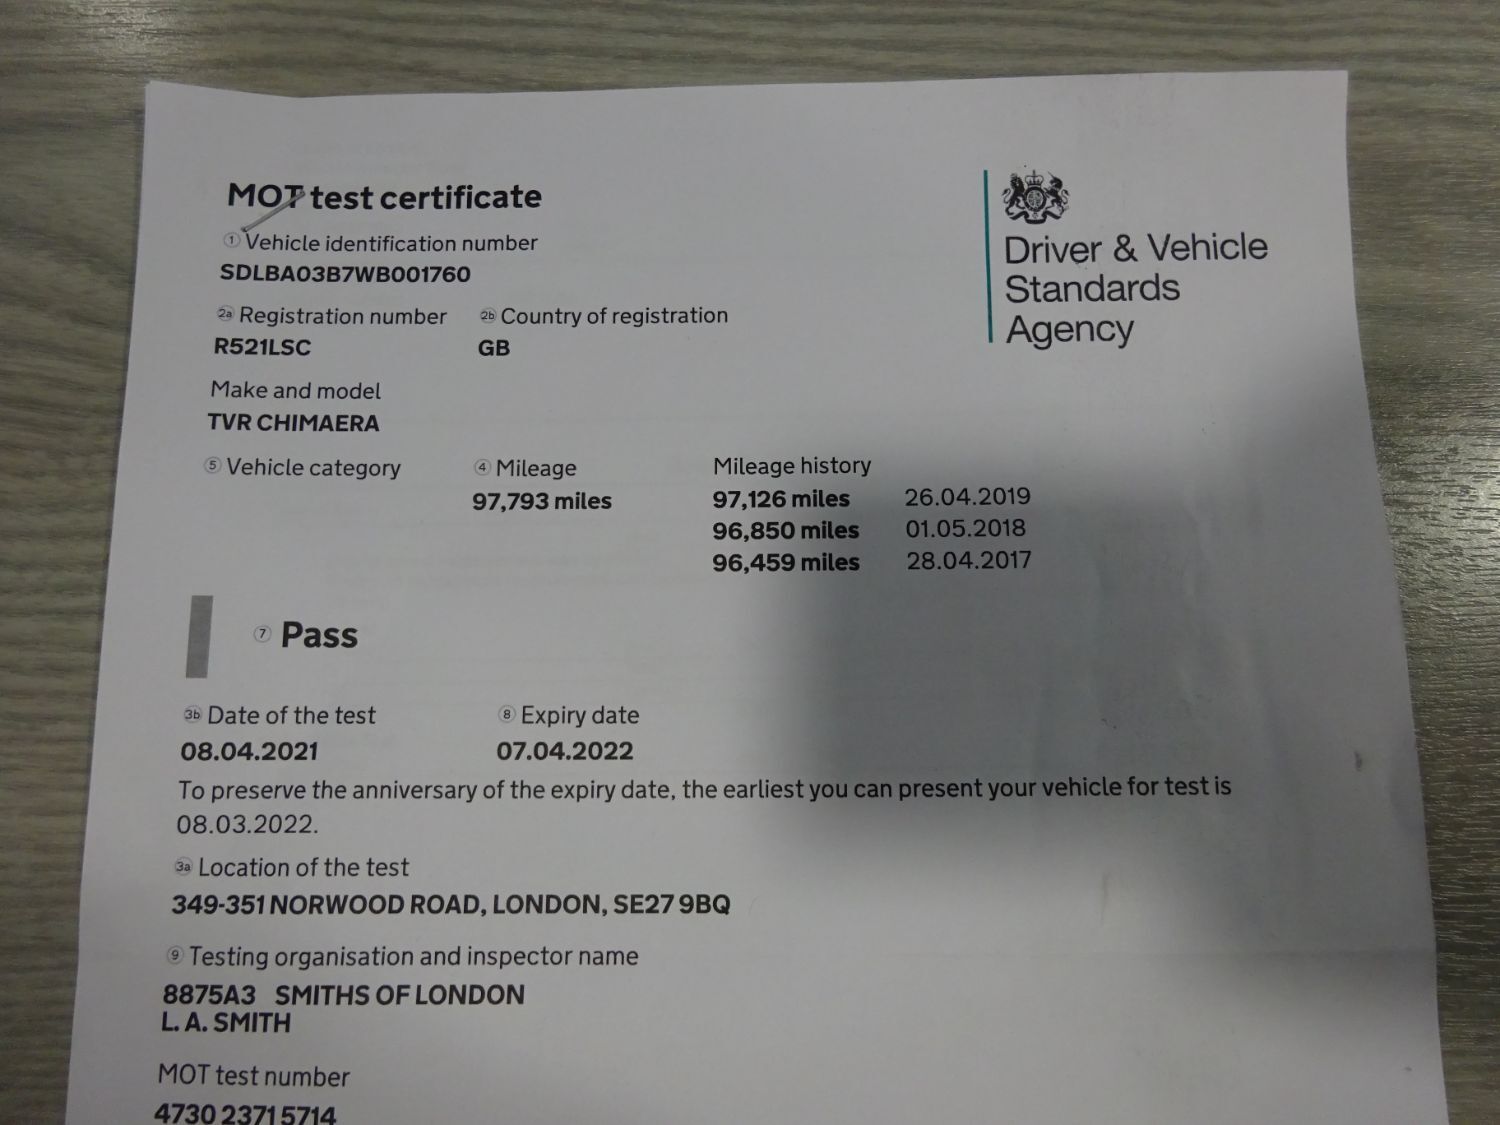 MOT test certificate
1 Vehicle identification number
SDLBA03B7WB001760
2a Registration number 2b Country of registration
R521LSC GB
Make and model
TVR CHIMAERA
5 Vehicle category 4 Mileage Mileage history
97,793 miles 97,126 miles 26.04.2019
96,850 miles 01.05.2018
96,459 miles 28.04.2017
7 Pass
3b Date of the test 8 Expiry date
08.04.2021 07.04.2022
To preserve the anniversary of the expiry date, the earliest you can present your vehicle for test is
08.03.2022.
3a Location of the test
349-351 NORWOOD ROAD, LONDON, SE27 9BQ
9 Testing organisation and inspector name
8875A3 SMITHS OF LONDON
L. A. SMITH
MOT test number
4730 2371 5714
Driver & Vehicle
Standards
Agency